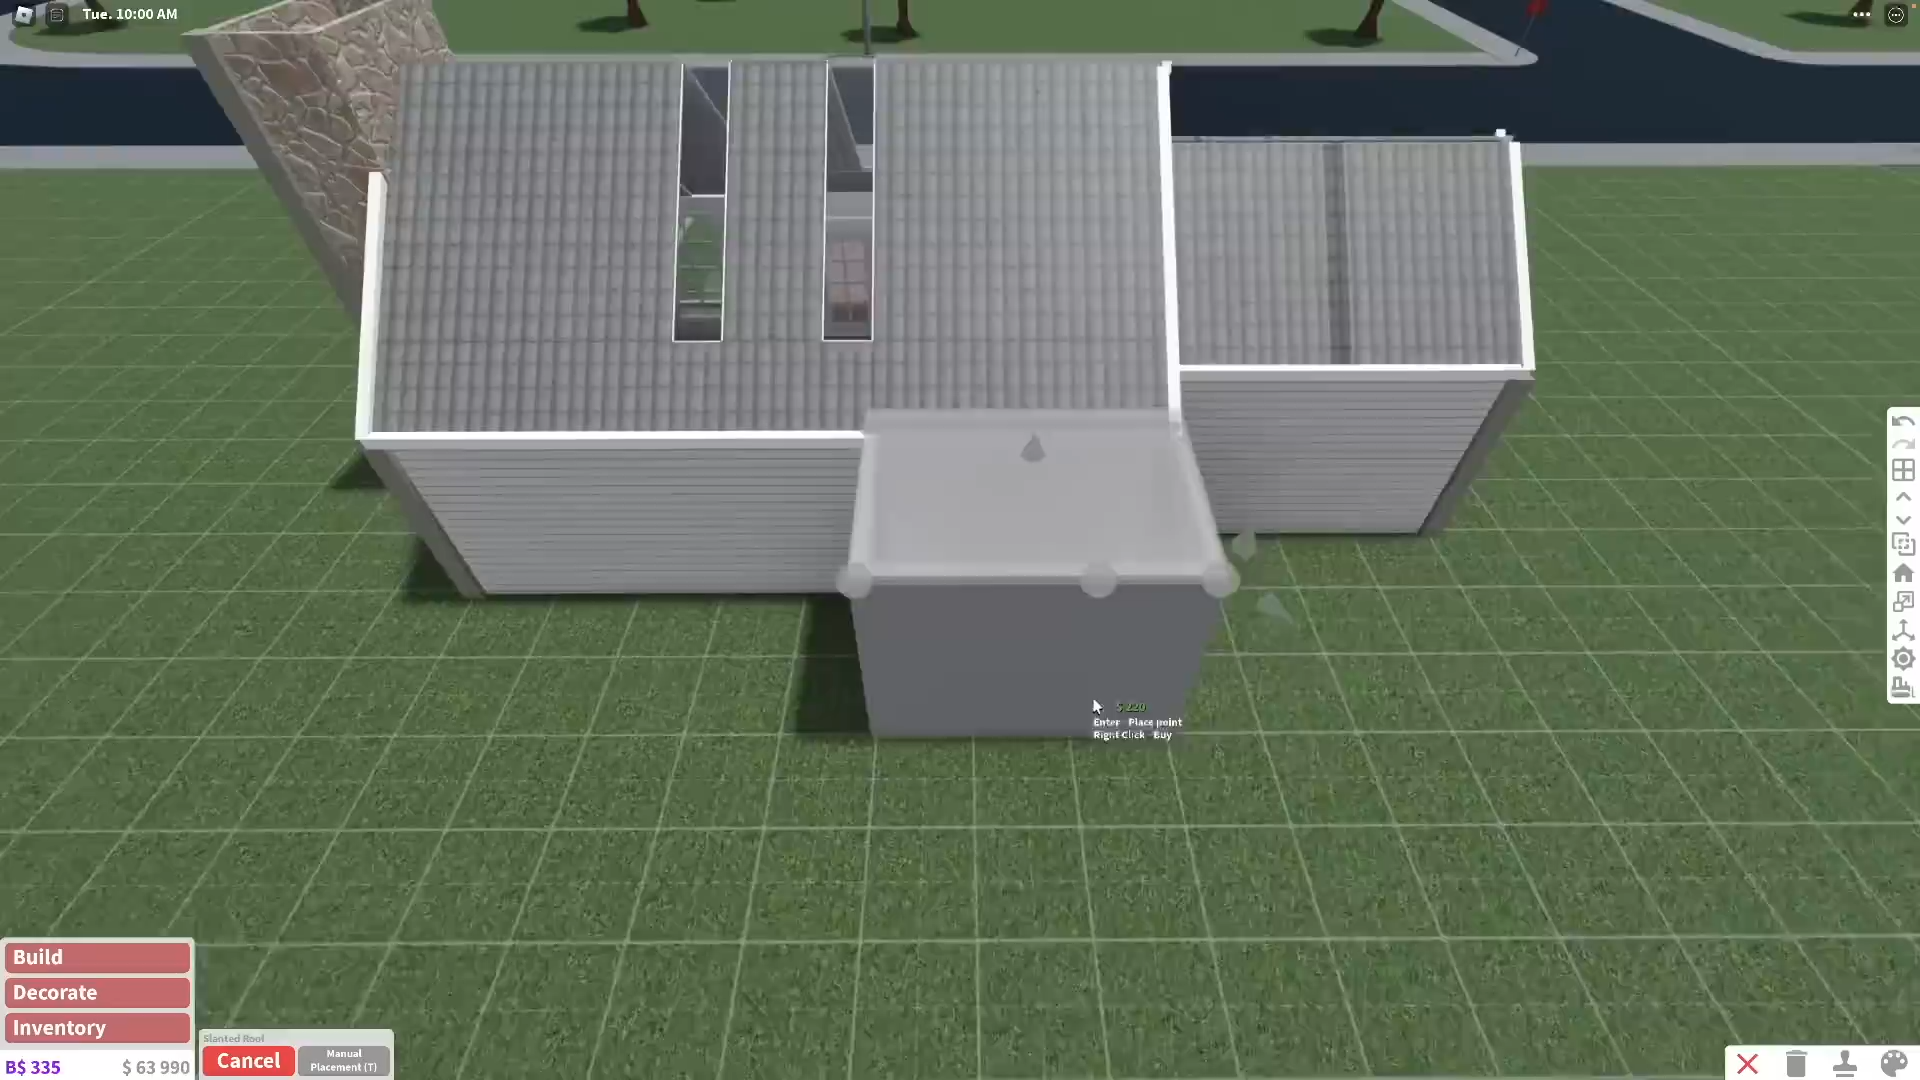 Tue. 10:00 AM
$ 220
Enter Place point
Right Click Buy
Build
Decorate
Inventory
B$ 335
$ 63 990
Slanted Roof
Cancel
Manual
Placement (T)